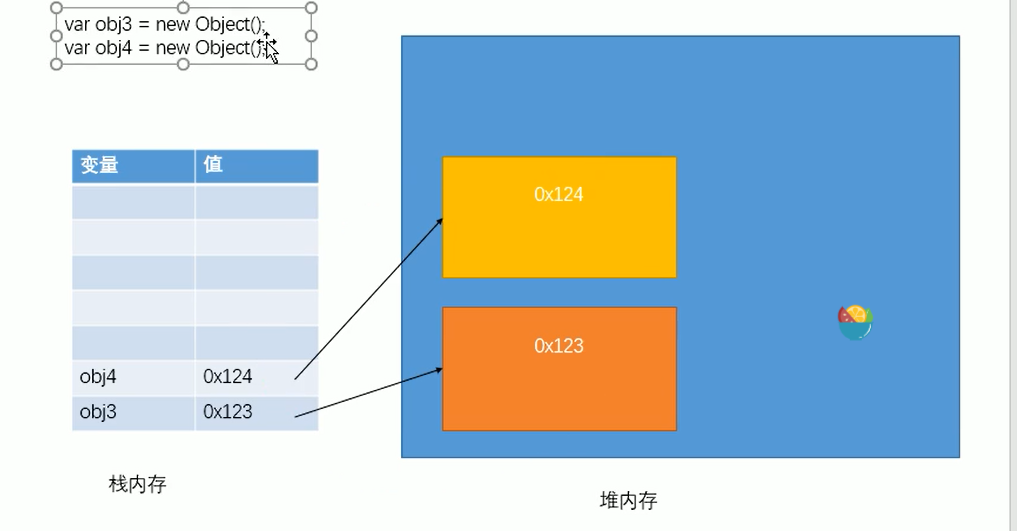 var obj3 = new Object();
var obj4 = new Object();
变量 值
obj4 0x124
obj3 0x123
栈内存
0x124
0x123
堆内存